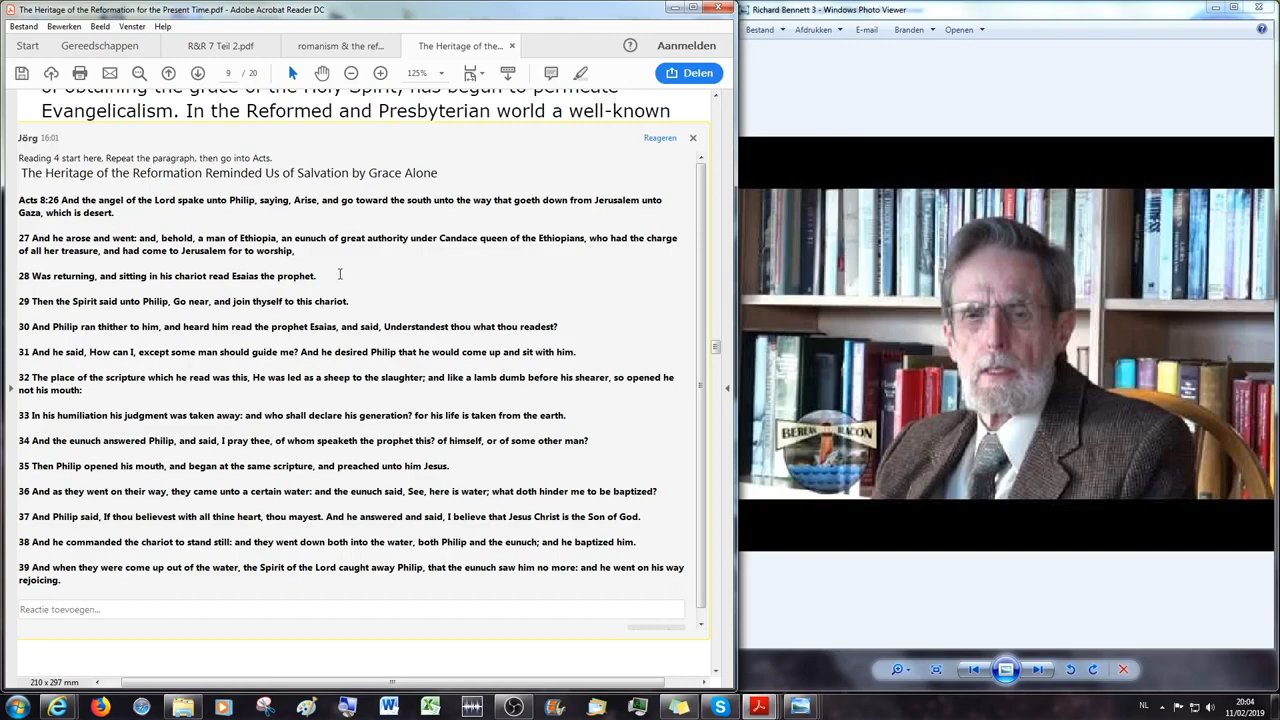 The Heritage of the Reformation for the Present Time.pdf - Adobe Acrobat Reader DC
Bestand Bewerken Beeld Venster Help
Start Gereedschappen R&R 7 Teil 2.pdf romanism & the ref... The Heritage of the... × Aanmelden
9 / 20 125% Delen
of obtaining the grace of the Holy Spirit, has begun to permeate
Evangelicalism. In the Reformed and Presbyterian world a well-known
Jörg 16:01 Reageren
Reading 4 start here, Repeat the paragraph, then go into Acts.
The Heritage of the Reformation Reminded Us of Salvation by Grace Alone
Acts 8:26 And the angel of the Lord spake unto Philip, saying, Arise, and go toward the south unto the way that goeth down from Jerusalem unto
Gaza, which is desert.
27 And he arose and went: and, behold, a man of Ethiopia, an eunuch of great authority under Candace queen of the Ethiopians, who had the charge
of all her treasure, and had come to Jerusalem for to worship,
28 Was returning, and sitting in his chariot read Esaias the prophet.
29 Then the Spirit said unto Philip, Go near, and join thyself to this chariot.
30 And Philip ran thither to him, and heard him read the prophet Esaias, and said, Understandest thou what thou readest?
31 And he said, How can I, except some man should guide me? And he desired Philip that he would come up and sit with him.
32 The place of the scripture which he read was this, He was led as a sheep to the slaughter; and like a lamb dumb before his shearer, so opened he
not his mouth:
33 In his humiliation his judgment was taken away: and who shall declare his generation? for his life is taken from the earth.
34 And the eunuch answered Philip, and said, I pray thee, of whom speaketh the prophet this? of himself, or of some other man?
35 Then Philip opened his mouth, and began at the same scripture, and preached unto him Jesus.
36 And as they went on their way, they came unto a certain water: and the eunuch said, See, here is water; what doth hinder me to be baptized?
37 And Philip said, If thou believest with all thine heart, thou mayest. And he answered and said, I believe that Jesus Christ is the Son of God.
38 And he commanded the chariot to stand still: and they went down both into the water, both Philip and the eunuch; and he baptized him.
39 And when they were come up out of the water, the Spirit of the Lord caught away Philip, that the eunuch saw him no more: and he went on his way
rejoicing.
Reactie toevoegen...
210 x 297 mm
Richard Bennett 3 - Windows Photo Viewer
Bestand Afdrukken E-mail Branden Openen
BEREAN BEACON
NL 20:04
11/02/2019